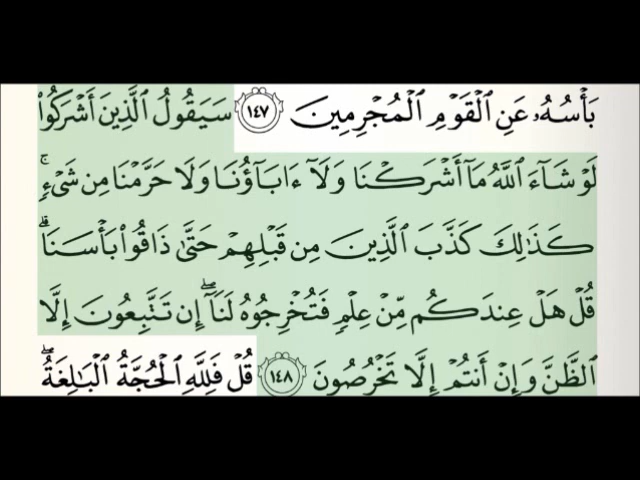 بَأْسُهُۥ عَنِ ٱلْقَوْمِ ٱلْمُجْرِمِينَ ١٤٧ سَيَقُولُ ٱلَّذِينَ أَشْرَكُوا۟
لَوْ شَآءَ ٱللَّهُ مَآ أَشْرَكْنَا وَلَآ ءَابَآؤُنَا وَلَا حَرَّمْنَا مِن شَىْءٍۢ ۚ
كَذَٰلِكَ كَذَّبَ ٱلَّذِينَ مِن قَبْلِهِمْ حَتَّىٰ ذَاقُوا۟ بَأْسَنَا ۗ
قُلْ هَلْ عِندَكُم مِّنْ عِلْمٍۢ فَتُخْرِجُوهُ لَنَآ ۖ إِن تَتَّبِعُونَ إِلَّا
ٱلظَّنَّ وَإِنْ أَنتُمْ إِلَّا تَخْرُصُونَ ١٤٨ قُلْ فَلِلَّهِ ٱلْحُجَّةُ ٱلْبَٰلِغَةُ ۖ